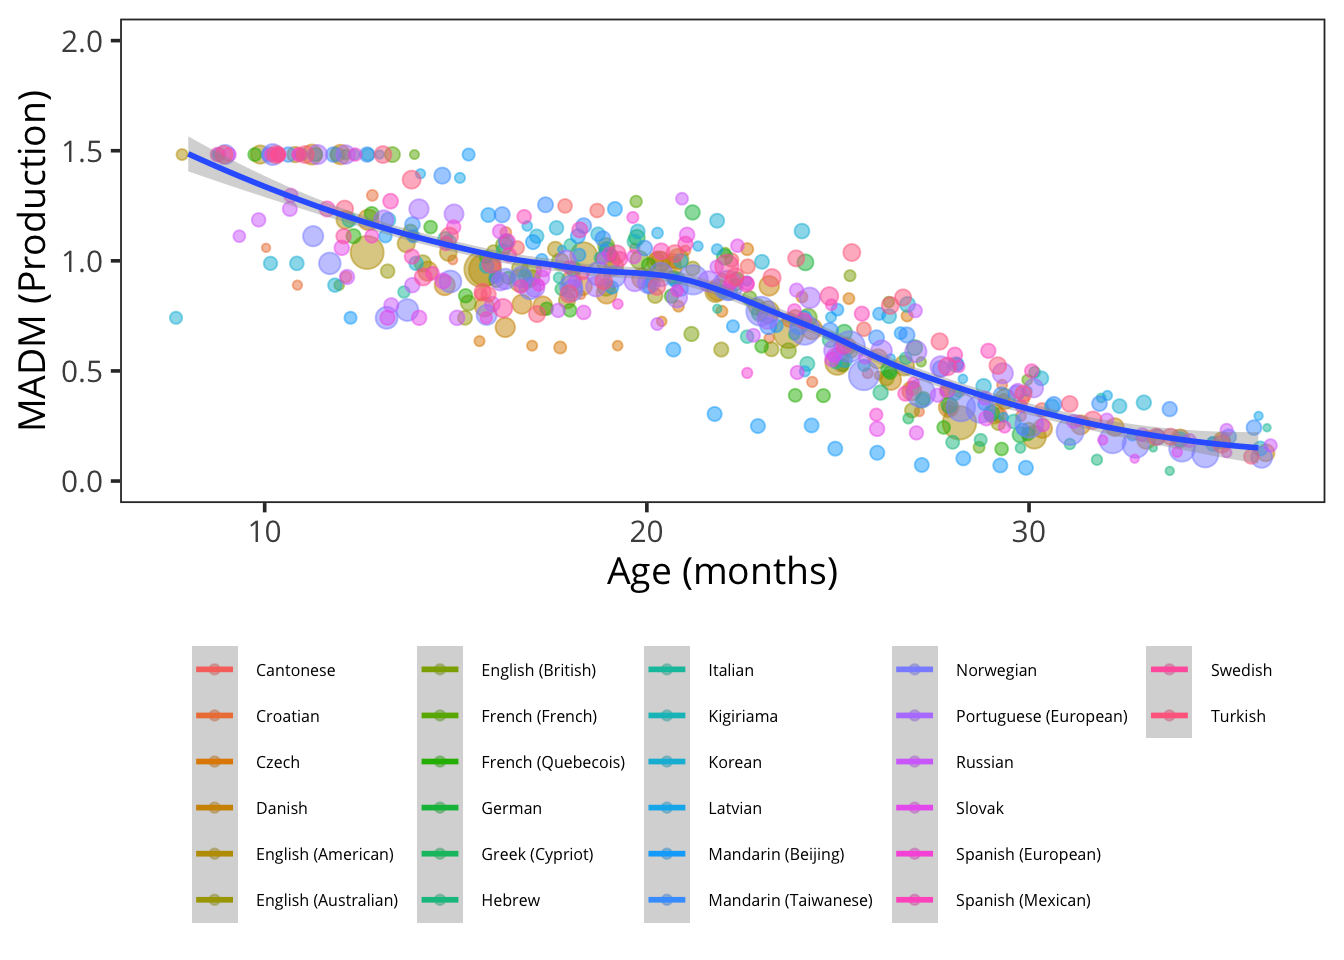 2.0
1.5
1.0
0.5
0.0
MADM (Production)
10 20 30
Age (months)
Cantonese English (British) Italian Norwegian Swedish
Croatian French (French) Kigiriama Portuguese (European) Turkish
Czech French (Quebecois) Korean Russian
Danish German Latvian Slovak
English (American) Greek (Cypriot) Mandarin (Beijing) Spanish (European)
English (Australian) Hebrew Mandarin (Taiwanese) Spanish (Mexican)